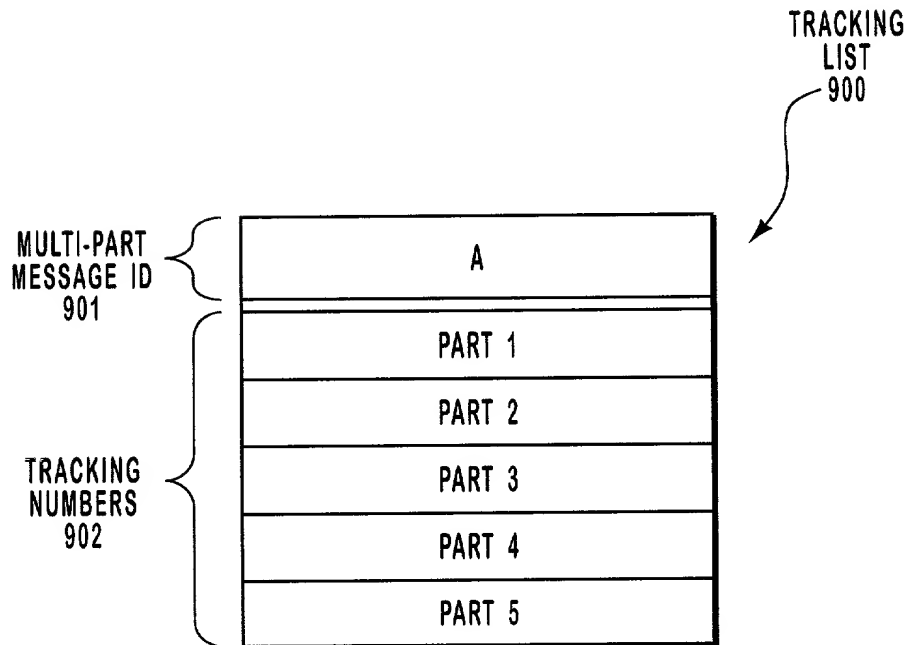 TRACKING
LIST
900
MULTI-PART
MESSAGE ID
901
A
TRACKING
NUMBERS
902
PART 1
PART 2
PART 3
PART 4
PART 5